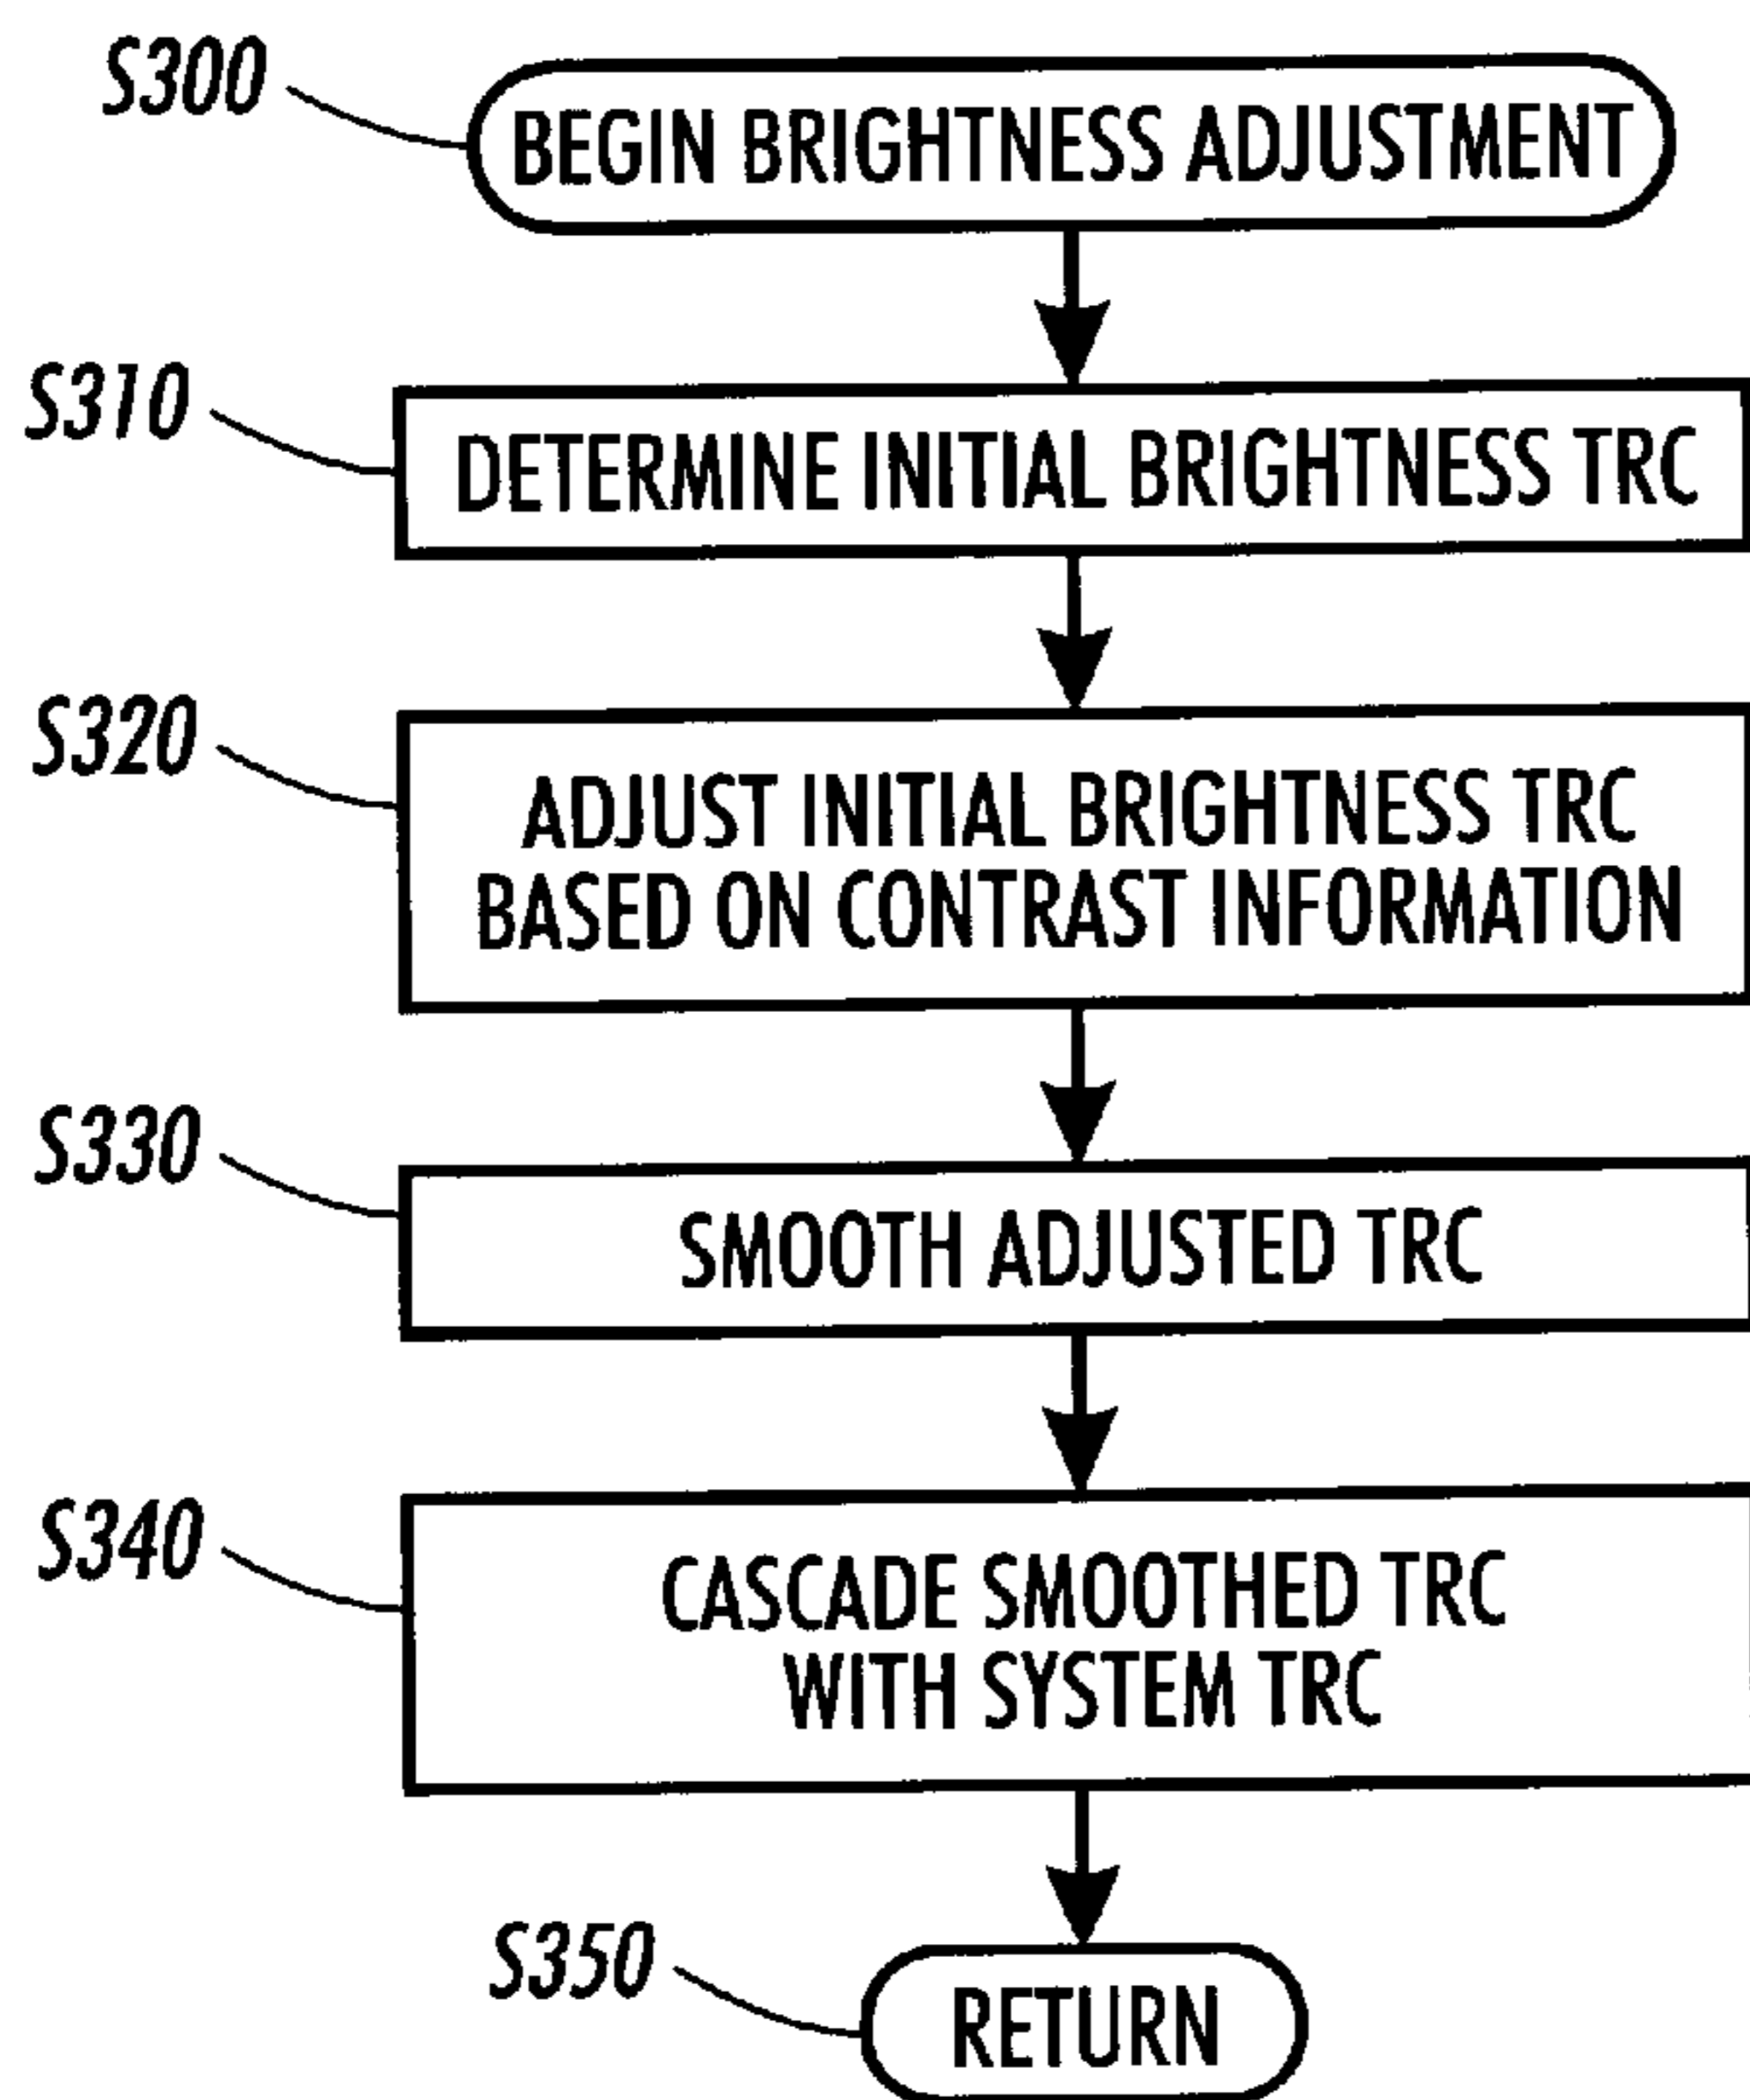 S300
BEGIN BRIGHTNESS ADJUSTMENT
S310
DETERMINE INITIAL BRIGHTNESS TRC
S320
ADJUST INITIAL BRIGHTNESS TRC
BASED ON CONTRAST INFORMATION
S330
SMOOTH ADJUSTED TRC
S340
CASCADE SMOOTHED TRC
WITH SYSTEM TRC
S350
RETURN